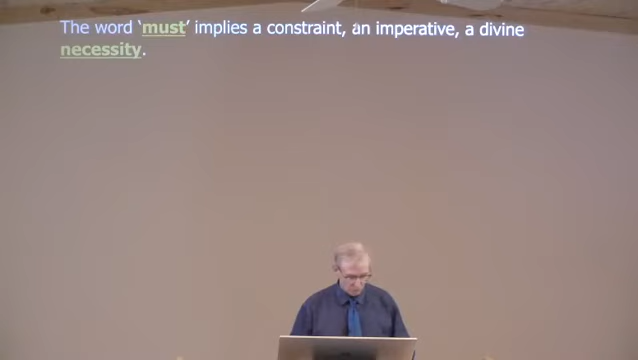 The word ‘must’ implies a constraint, an imperative, a divine
necessity.